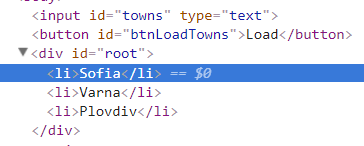 <input id="towns" type="text">
<button id="btnLoadTowns">Load</button>
▼<div id="root">
<li>Sofia</li> == $0
<li>Varna</li>
<li>Plovdiv</li>
</div>